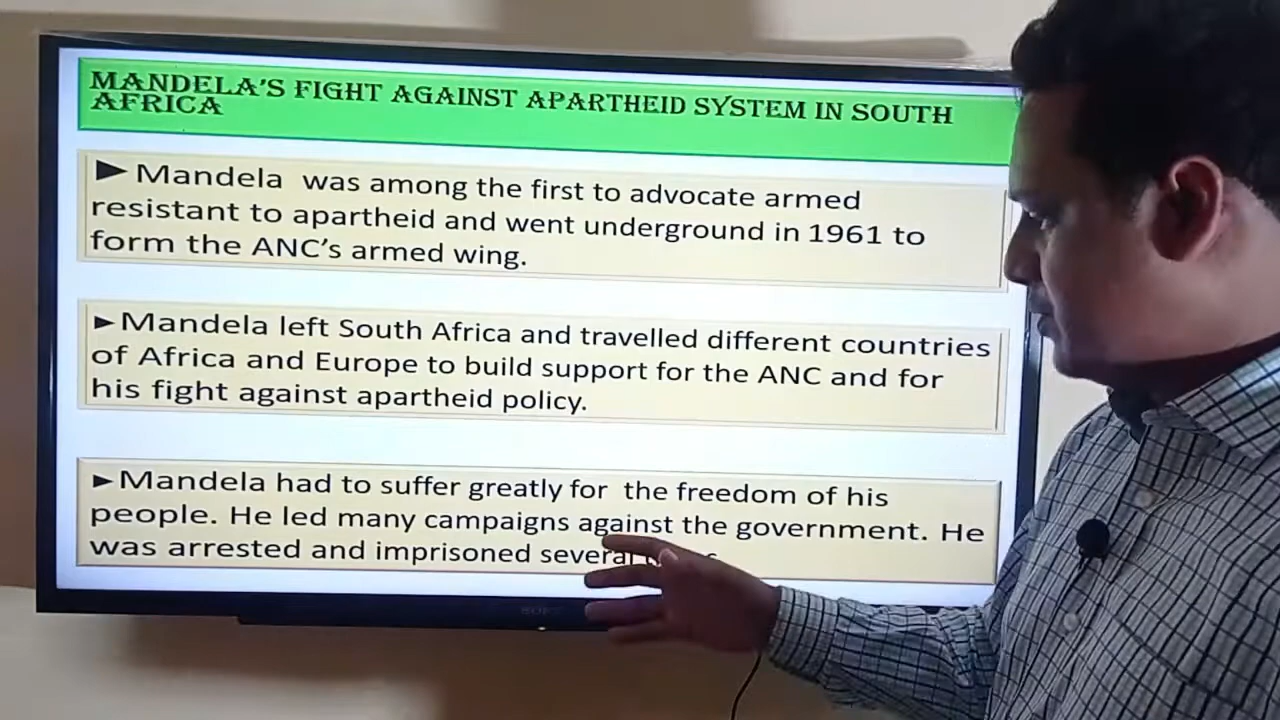 MANDELA'S FIGHT AGAINST APARTHEID SYSTEM IN SOUTH
AFRICA
►Mandela was among the first to advocate armed
resistant to apartheid and went underground in 1961 to
form the ANC's armed wing.
►Mandela left South Africa and travelled different countries
of Africa and Europe to build support for the ANC and for
his fight against apartheid policy.
►Mandela had to suffer greatly for the freedom of his
people. He led many campaigns against the government. He
was arrested and imprisoned several
SONY